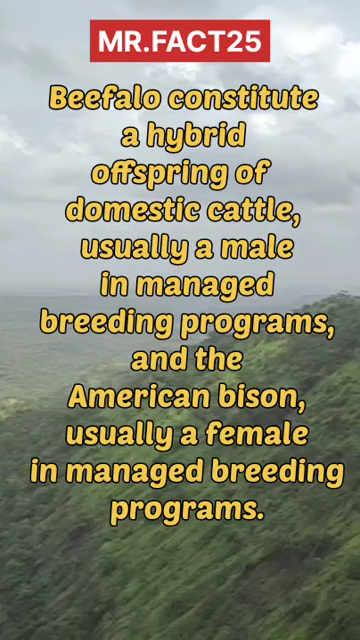 MR.FACT25
Beefalo constitute
a hybrid
offspring of
domestic cattle,
usually a male
in managed
breeding programs,
and the
American bison,
usually a female
in managed breeding
programs.